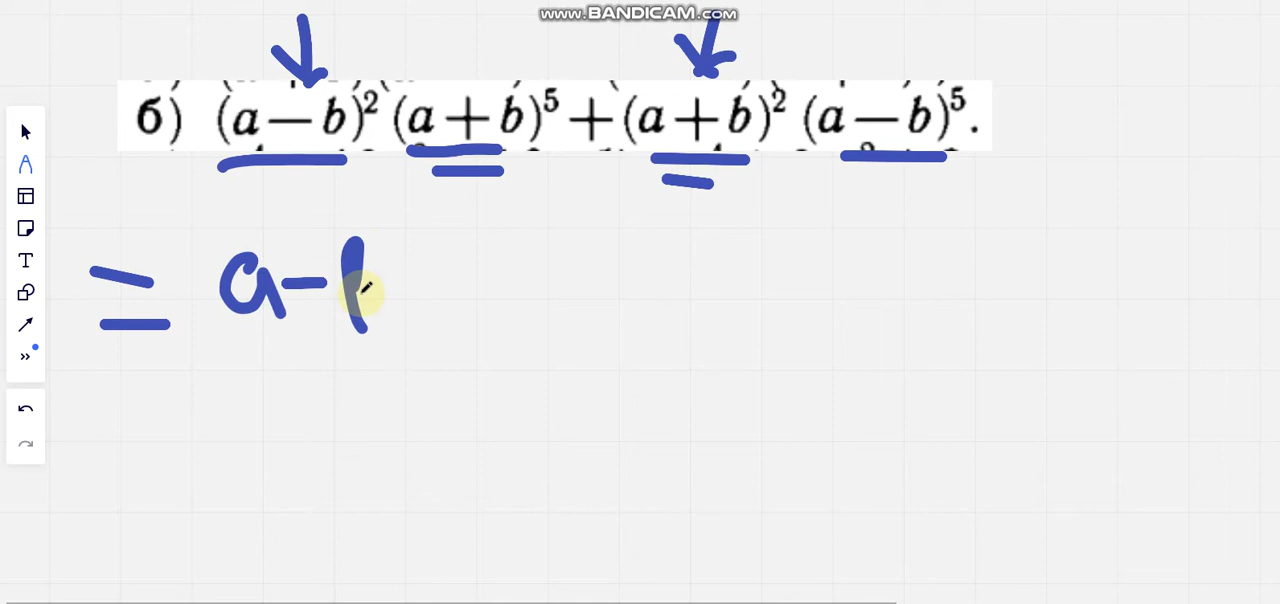 www.BANDICAM.com
б) (a − b)² (a + b)⁵ + (a + b)² (a − b)⁵.
= a -
T